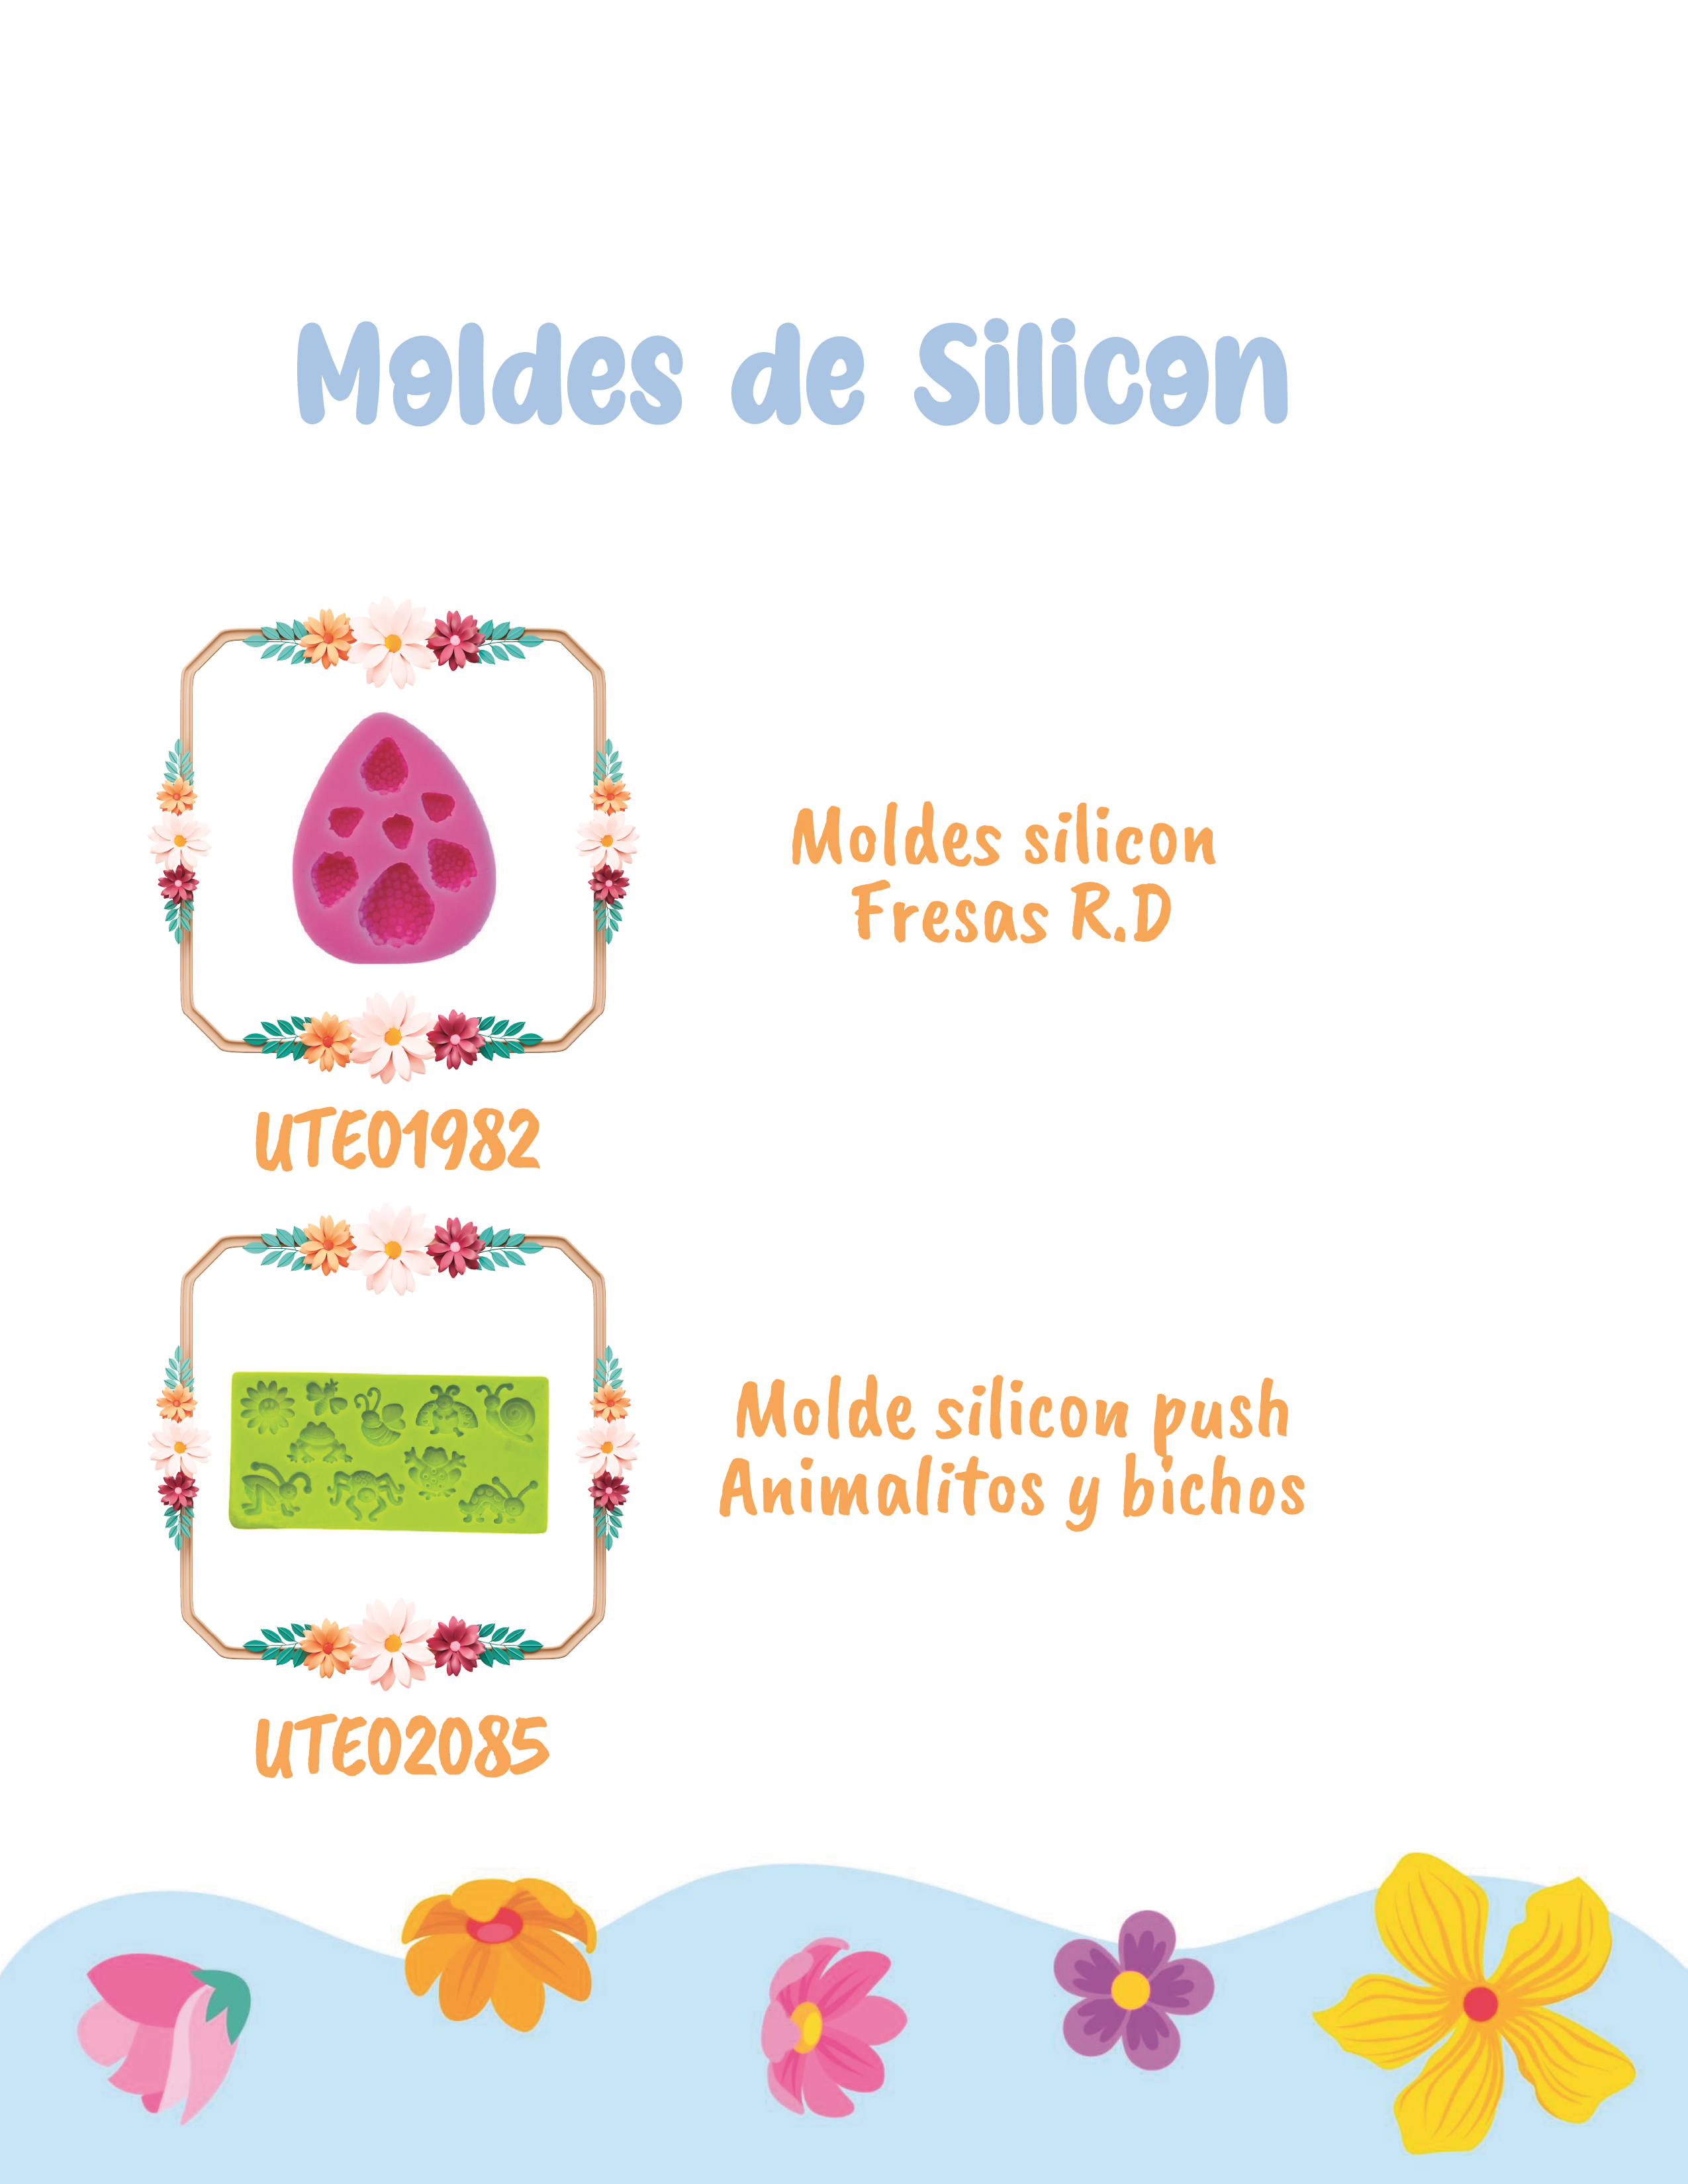 Moldes de Silicon
Moldes silicon
Fresas R.D
UTE01982
Molde silicon push
Animalitos y bichos
UTE02085